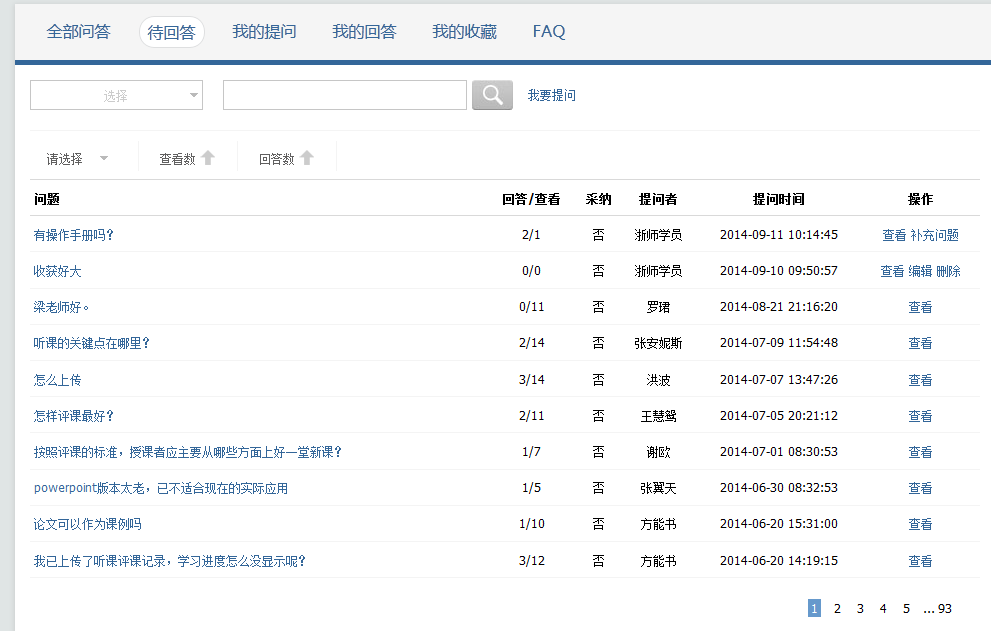 全部问答 待回答 我的提问 我的回答 我的收藏 FAQ
选择 我要提问
请选择 查看数 回答数
问题 回答/查看 采纳 提问者 提问时间 操作
有操作手册吗? 2/1 否 浙师学员 2014-09-11 10:14:45 查看 补充问题
收获好大 0/0 否 浙师学员 2014-09-10 09:50:57 查看 编辑 删除
梁老师好。 0/11 否 罗珺 2014-08-21 21:16:20 查看
听课的关键点在哪里? 2/14 否 张安妮斯 2014-07-09 11:54:48 查看
怎么上传 3/14 否 洪波 2014-07-07 13:47:26 查看
怎样评课最好? 2/11 否 王慧鸳 2014-07-05 20:21:12 查看
按照评课的标准，授课者应主要从哪些方面上好一堂新课? 1/7 否 谢欧 2014-07-01 08:30:53 查看
powerpoint版本太老，已不适合现在的实际应用 1/5 否 张翼天 2014-06-30 08:32:53 查看
论文可以作为课例吗 1/10 否 方能书 2014-06-20 15:31:00 查看
我已上传了听课评课记录，学习进度怎么没显示呢? 3/12 否 方能书 2014-06-20 14:19:15 查看
1 2 3 4 5 ... 93